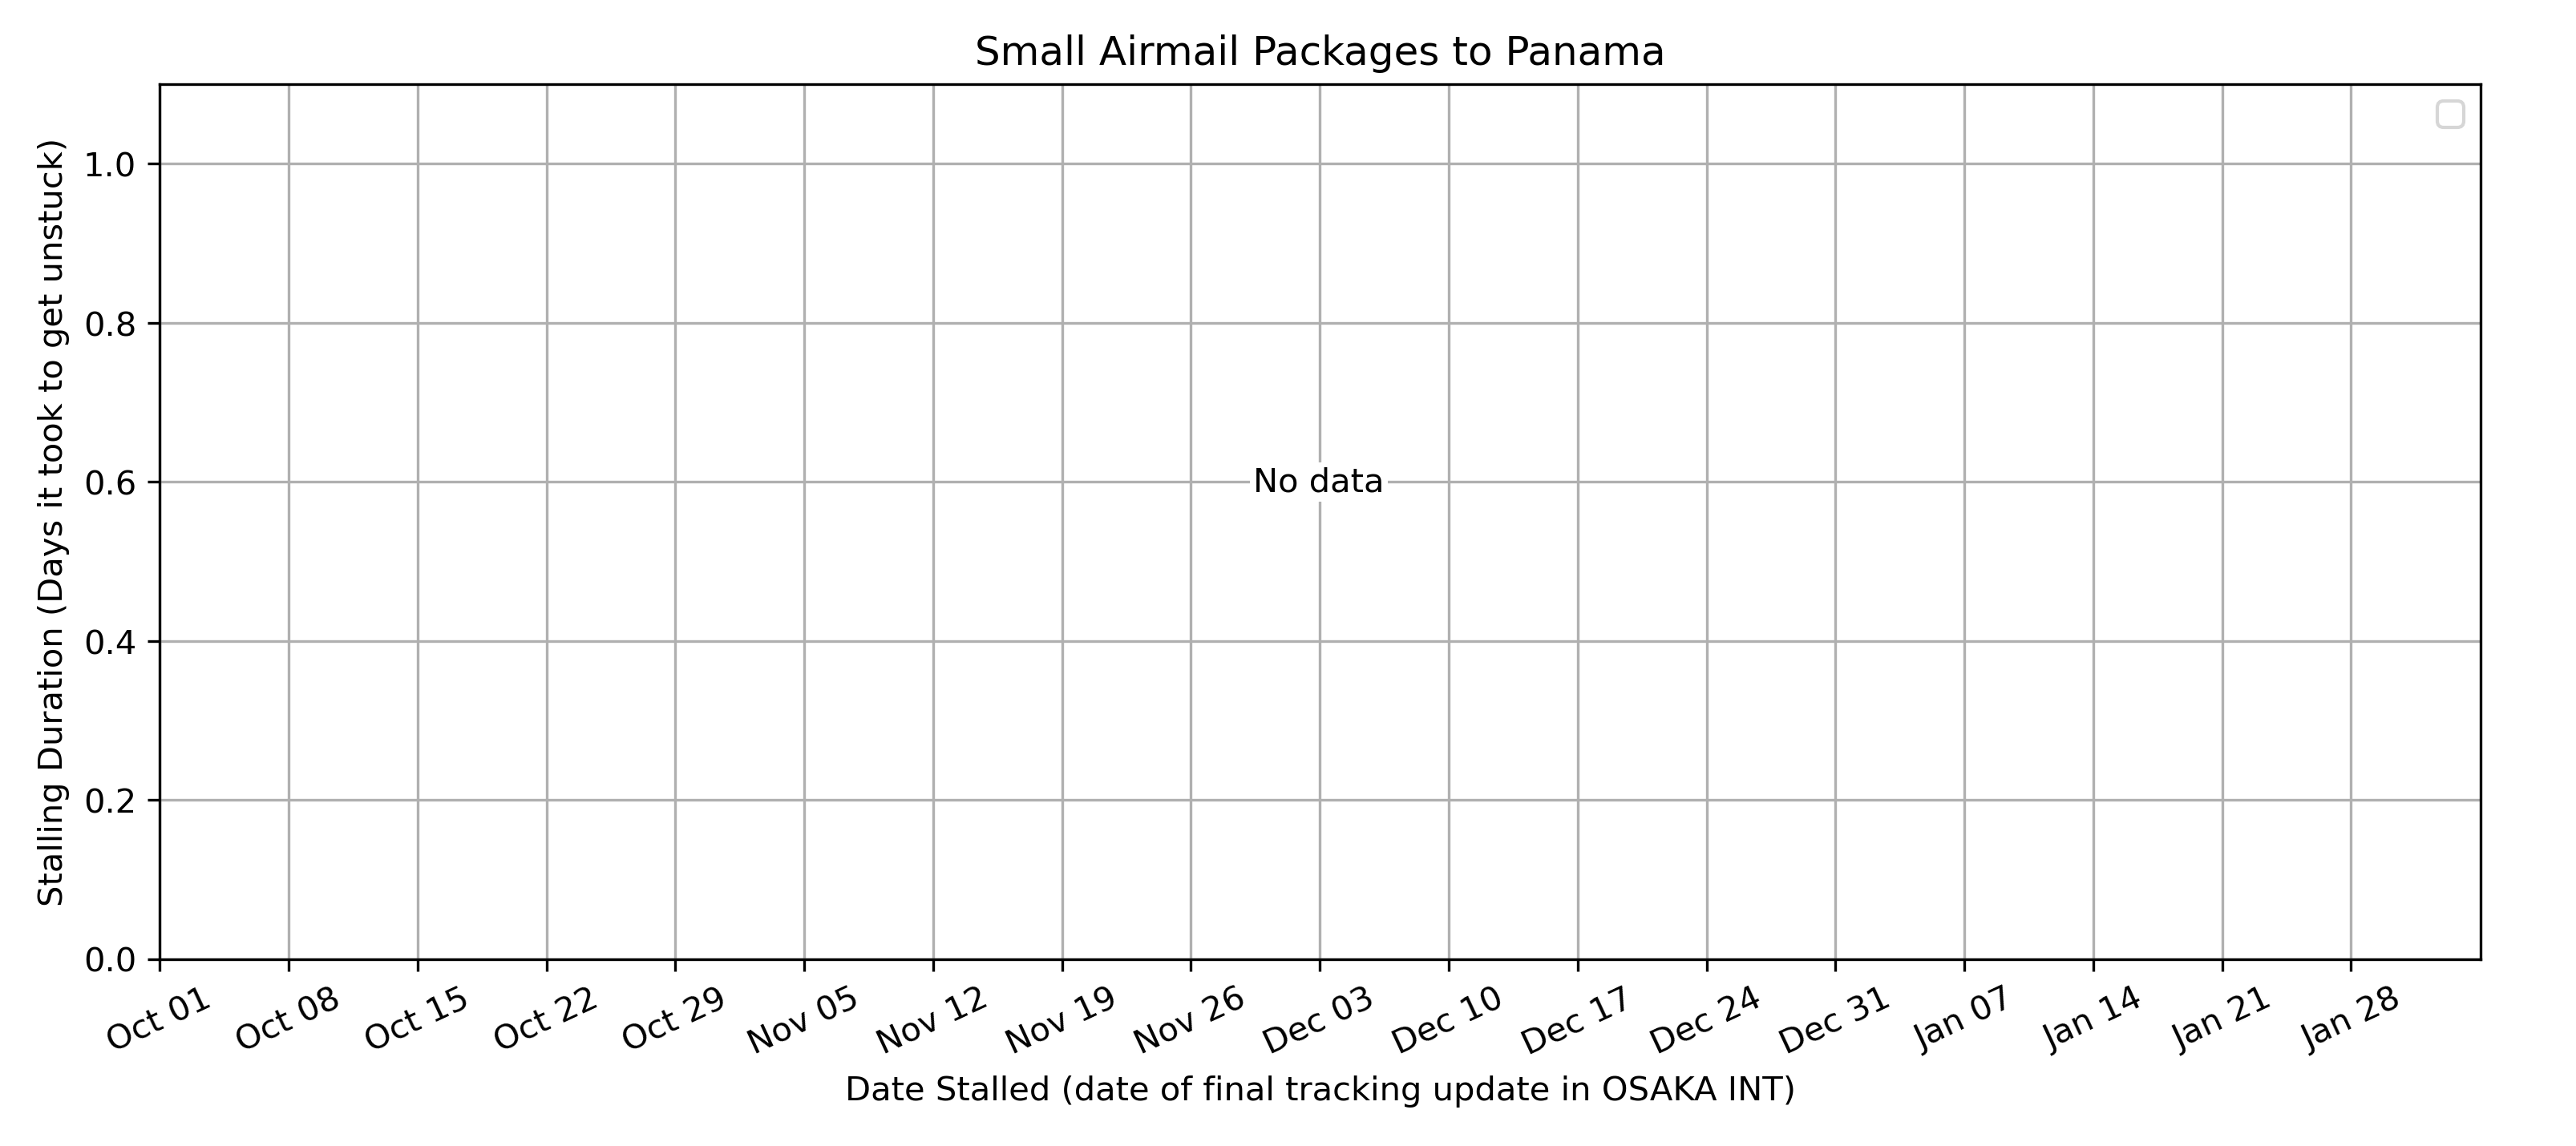 Small Airmail Packages to Panama
Stalling Duration (Days it took to get unstuck)
1.0
0.8
0.6
0.4
0.2
0.0
No data
Oct 01
Oct 08
Oct 15
Oct 22
Oct 29
Nov 05
Nov 12
Nov 19
Nov 26
Dec 03
Dec 10
Dec 17
Dec 24
Dec 31
Jan 07
Jan 14
Jan 21
Jan 28
Date Stalled (date of final tracking update in OSAKA INT)